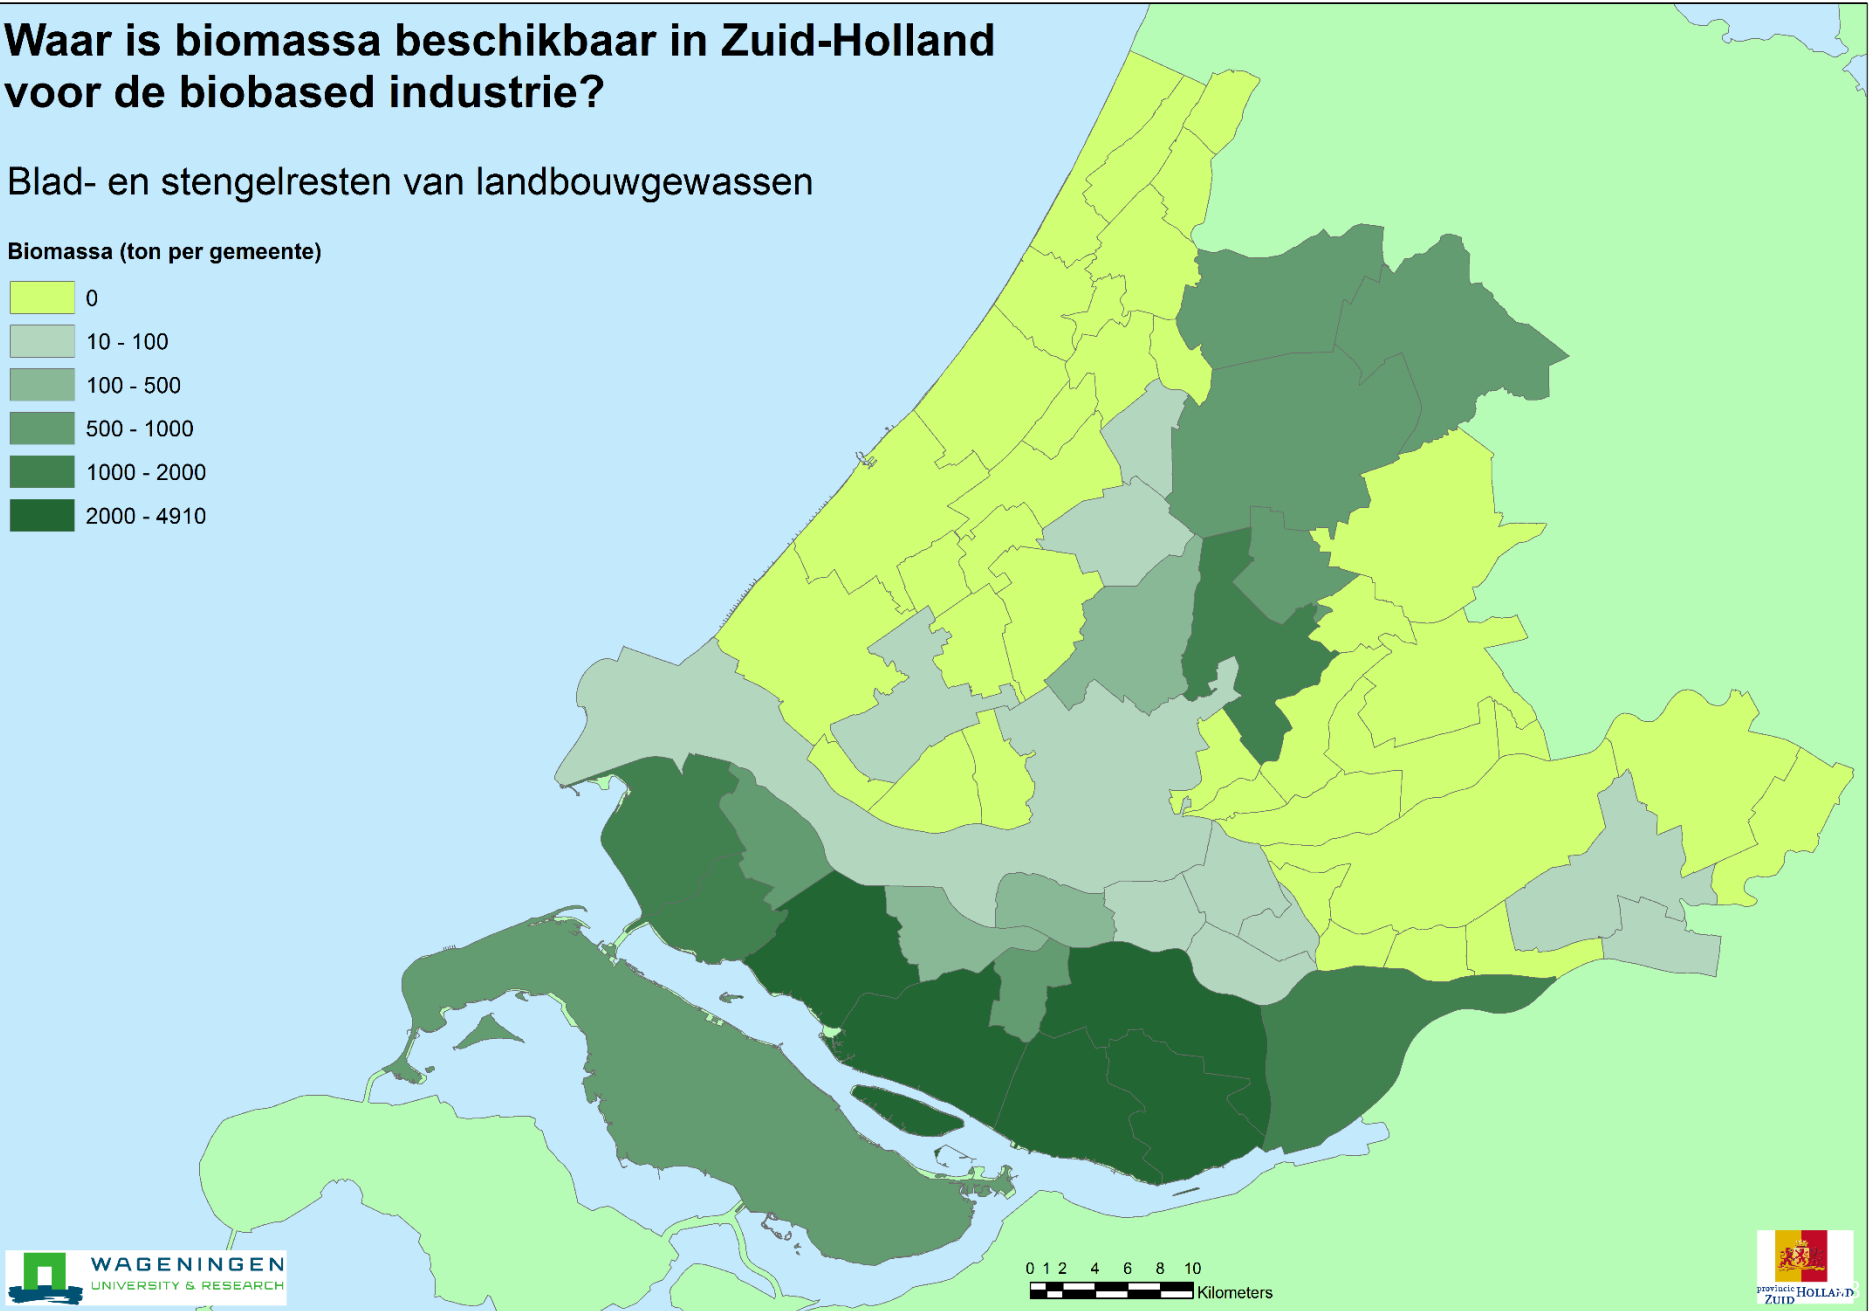 Waar is biomassa beschikbaar in Zuid-Holland
voor de biobased industrie?
Blad- en stengelresten van landbouwgewassen
Biomassa (ton per gemeente)
0
10 - 100
100 - 500
500 - 1000
1000 - 2000
2000 - 4910
WAGENINGEN
UNIVERSITY & RESEARCH
0 1 2 4 6 8 10
Kilometers
provincie
ZUID HOLLAND